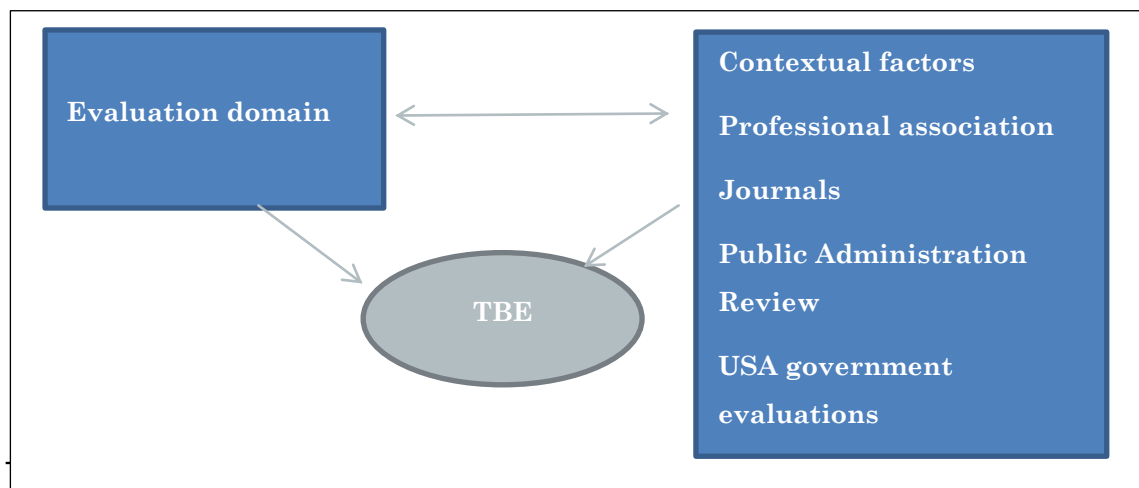 Evaluation domain
Contextual factors
Professional association
Journals
Public Administration
Review
USA government
evaluations
TBE